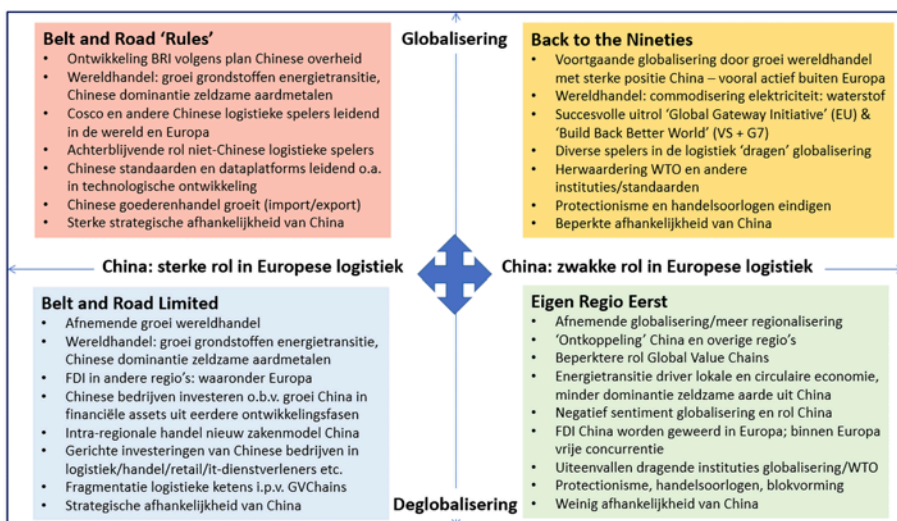 Belt and Road 'Rules'
• Ontwikkeling BRI volgens plan Chinese overheid
• Wereldhandel: groei grondstoffen energietransitie,
Chinese dominantie zeldzame aardmetalen
• Cosco en andere Chinese logistieke spelers leidend
in de wereld en Europa
• Achterblijvende rol niet-Chinese logistieke spelers
• Chinese standaarden en dataplatforms leidend o.a.
in technologische ontwikkeling
• Chinese goederenhandel groeit (import/export)
• Sterke strategische afhankelijkheid van China
Globalisering
Back to the Nineties
• Voortgaande globalisering door groei wereldhandel
met sterke positie China – vooral actief buiten Europa
• Wereldhandel: commodisering elektriciteit: waterstof
• Succesvolle uitrol 'Global Gateway Initiative' (EU) &
'Build Back Better World' (VS + G7)
• Diverse spelers in de logistiek 'dragen' globalisering
• Herwaardering WTO en andere
instituties/standaarden
• Protectionisme en handelsoorlogen eindigen
• Beperkte afhankelijkheid van China
China: sterke rol in Europese logistiek
China: zwakke rol in Europese logistiek
Belt and Road Limited
• Afnemende groei wereldhandel
• Wereldhandel: groei grondstoffen energietransitie,
Chinese dominantie zeldzame aardmetalen
• FDI in andere regio's: waaronder Europa
• Chinese bedrijven investeren o.b.v. groei China in
financiële assets uit eerdere ontwikkelingsfasen
• Intra-regionale handel nieuw zakenmodel China
• Gerichte investeringen van Chinese bedrijven in
logistiek/handel/retail/it-dienstverleners etc.
• Fragmentatie logistieke ketens i.p.v. GVChains
• Strategische afhankelijkheid van China
Deglobalisering
Eigen Regio Eerst
• Afnemende globalisering/meer regionalisering
• 'Ontkoppeling' China en overige regio's
• Beperktere rol Global Value Chains
• Energietransitie driver lokale en circulaire economie,
minder dominantie zeldzame aarde uit China
• Negatief sentiment globalisering en rol China
• FDI China worden geweerd in Europa; binnen Europa
vrije concurrentie
• Uiteenvallen dragende instituties globalisering/WTO
• Protectionisme, handelsoorlogen, blokvorming
• Weinig afhankelijkheid van China